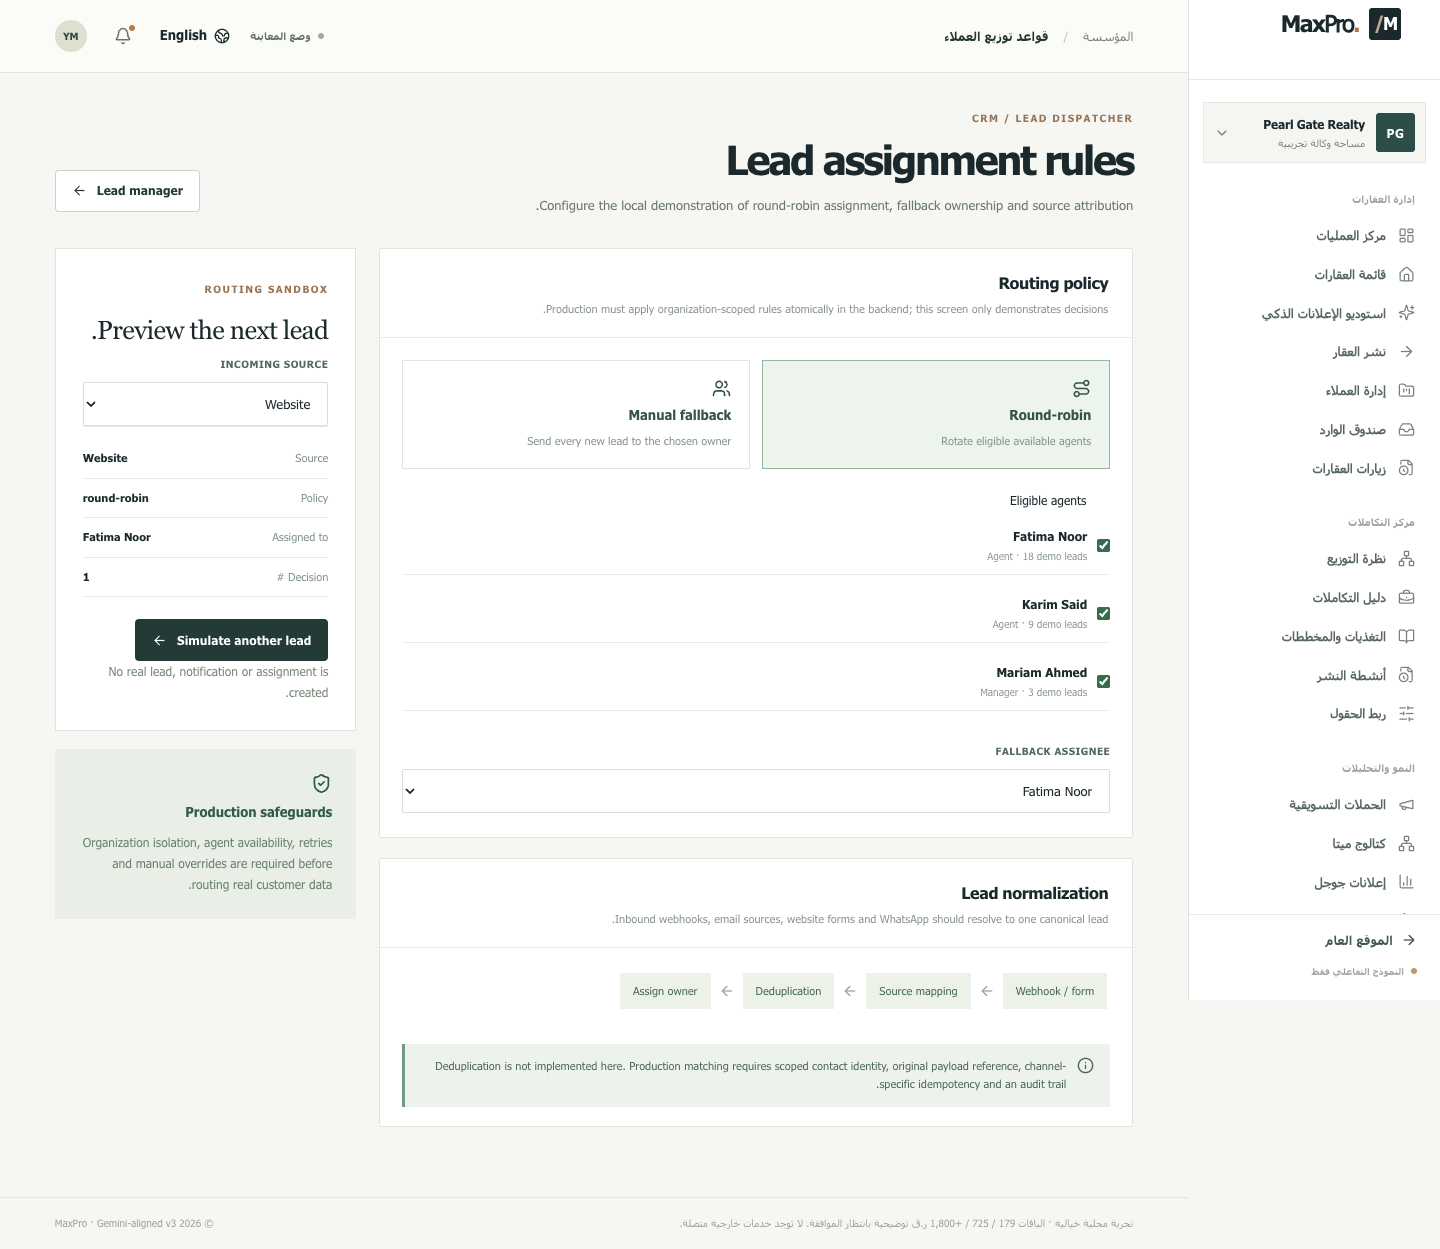 MaxPro.
/M
Pearl Gate Realty
مساحة وكالة تجريبية
PG
إدارة العقارات
مركز العمليات
قائمة العقارات
استوديو الإعلانات الذكي
نشر العقار
إدارة العملاء
صندوق الوارد
زيارات العقارات
مركز التكاملات
نظرة التوزيع
دليل التكاملات
التغذيات والمخططات
أنشطة النشر
ربط الحقول
النمو والتحليلات
الحملات التسويقية
كتالوج ميتا
إعلانات جوجل
الموقع العام
النموذج التفاعلي فقط
المؤسسة / قواعد توزيع العملاء
وضع المعاينة
English
YM
CRM / LEAD DISPATCHER
Lead assignment rules
Configure the local demonstration of round-robin assignment, fallback ownership and source attribution.
Lead manager
Routing policy
Production must apply organization-scoped rules atomically in the backend; this screen only demonstrates decisions.
Round-robin
Rotate eligible available agents
Manual fallback
Send every new lead to the chosen owner
Eligible agents
Fatima Noor
Agent · 18 demo leads
Karim Said
Agent · 9 demo leads
Mariam Ahmed
Manager · 3 demo leads
FALLBACK ASSIGNEE
Fatima Noor
Lead normalization
Inbound webhooks, email sources, website forms and WhatsApp should resolve to one canonical lead.
Webhook / form
Source mapping
Deduplication
Assign owner
Deduplication is not implemented here. Production matching requires scoped contact identity, original payload reference, channel-
specific idempotency and an audit trail.
ROUTING SANDBOX
Preview the next lead.
INCOMING SOURCE
Website
Source Website
Policy round-robin
Assigned to Fatima Noor
Decision # 1
Simulate another lead
No real lead, notification or assignment is
created.
Production safeguards
Organization isolation, agent availability, retries
and manual overrides are required before
routing real customer data.
تجربة محلية خيالية · الباقات 179 / 725 / +1,800 ر.ق توضيحية بانتظار الموافقة. لا توجد خدمات خارجية متصلة.
© 2026 MaxPro · Gemini-aligned v3